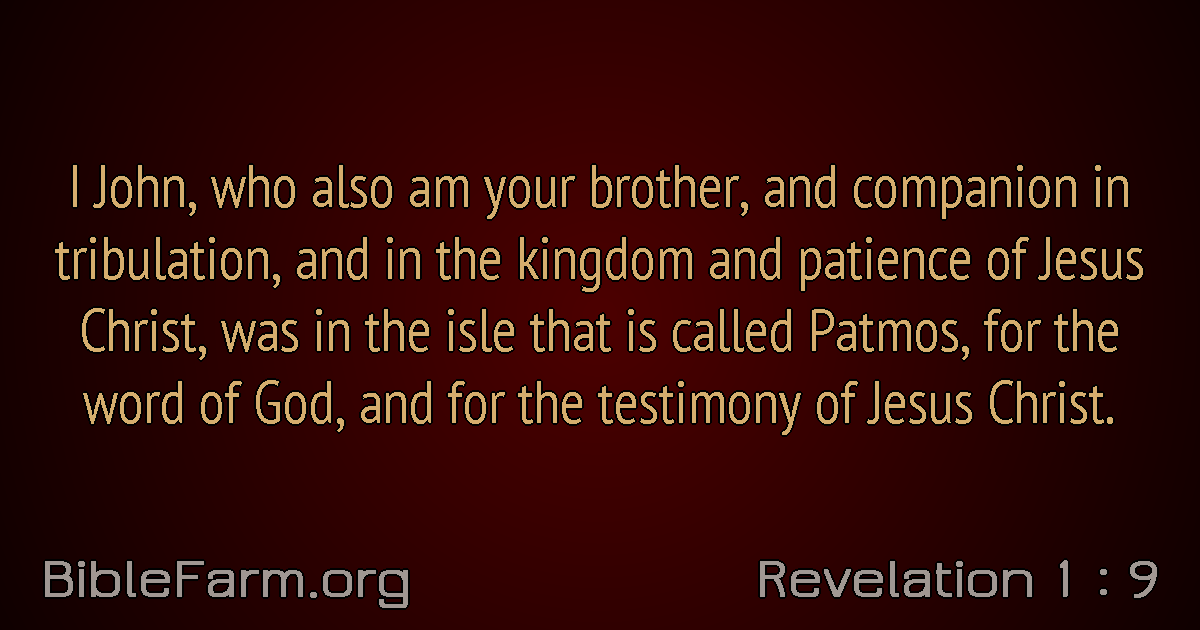 I John, who also am your brother, and companion in
tribulation, and in the kingdom and patience of Jesus
Christ, was in the isle that is called Patmos, for the
word of God, and for the testimony of Jesus Christ.
BibleFarm.org
Revelation 1 : 9